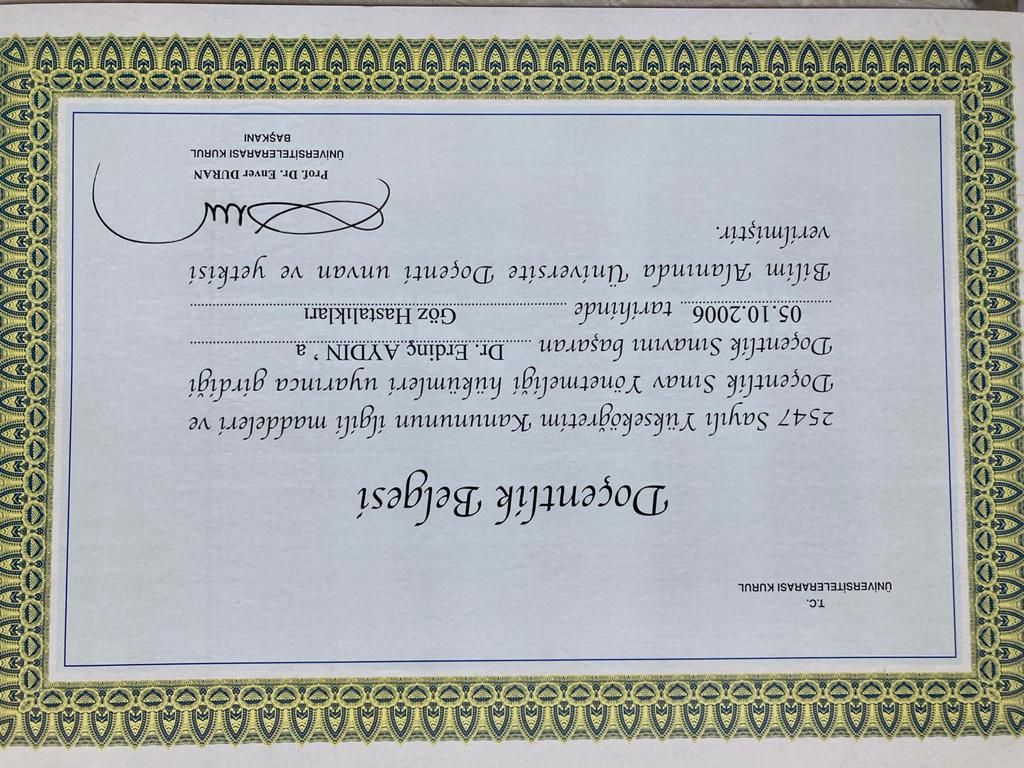 T.C.
ÜNİVERSİTELERARASI KURUL
Doçentlik Belgesi
2547 Sayılı Yükseköğretim Kanununun ilgili maddeleri ve
Doçentlik Sınav Yönetmeliği hükümleri uyarınca girdiği
Doçentlik Sınavını başaran Dr. Erdinç AYDIN ’ a
05.10.2006 tarihinde Göz Hastalıkları
Bilim Alanında Üniversite Doçenti unvan ve yetkisi
verilmiştir.
Prof. Dr. Enver DURAN
ÜNİVERSİTELERARASI KURUL
BAŞKANI